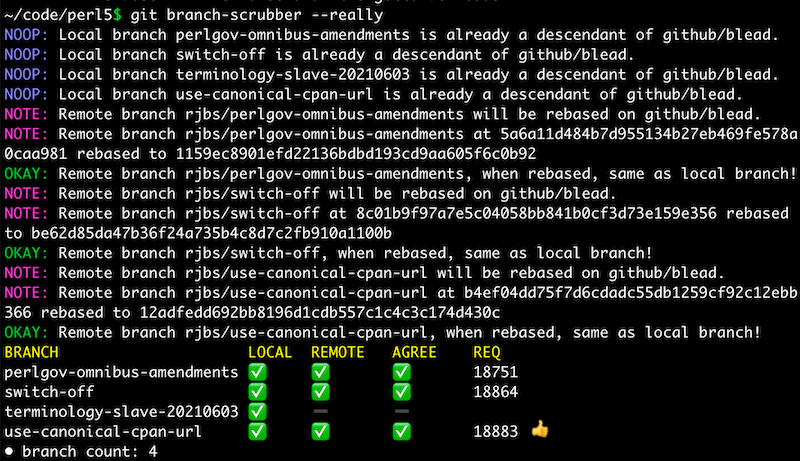 ~/code/perl5$ git branch-scrubber --really
NOOP: Local branch perlgov-omnibus-amendments is already a descendant of github/blead.
NOOP: Local branch switch-off is already a descendant of github/blead.
NOOP: Local branch terminology-slave-20210603 is already a descendant of github/blead.
NOOP: Local branch use-canonical-cpan-url is already a descendant of github/blead.
NOTE: Remote branch rjbs/perlgov-omnibus-amendments will be rebased on github/blead.
NOTE: Remote branch rjbs/perlgov-omnibus-amendments at 5a6a11d484b7d955134b27eb469fe578a
0caa981 rebased to 1159ec8901efd22136bdbd193cd9aa605f6c0b92
OKAY: Remote branch rjbs/perlgov-omnibus-amendments, when rebased, same as local branch!
NOTE: Remote branch rjbs/switch-off will be rebased on github/blead.
NOTE: Remote branch rjbs/switch-off at 8c01b9f97a7e5c04058bb841b0cf3d73e159e356 rebased
to be62d85da47b36f24a735b4c8d7c2fb910a1100b
OKAY: Remote branch rjbs/switch-off, when rebased, same as local branch!
NOTE: Remote branch rjbs/use-canonical-cpan-url will be rebased on github/blead.
NOTE: Remote branch rjbs/use-canonical-cpan-url at b4ef04dd75f7d6cdadc55db1259cf92c12ebb
366 rebased to 12adfedd692bb8196d1cdb557c1c4c3c174d430c
OKAY: Remote branch rjbs/use-canonical-cpan-url, when rebased, same as local branch!
BRANCH LOCAL REMOTE AGREE REQ
perlgov-omnibus-amendments ✅ ✅ ✅ 18751
switch-off ✅ ✅ ✅ 18864
terminology-slave-20210603 ✅ ➖ ➖
use-canonical-cpan-url ✅ ✅ ✅ 18883 👍
• branch count: 4